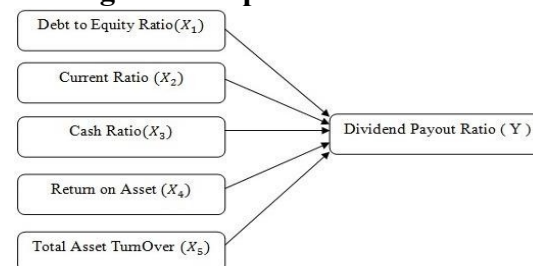 Debt to Equity Ratio(X₁)
Current Ratio (X₂)
Cash Ratio(X₃)
Dividend Payout Ratio ( Y )
Return on Asset (X₄)
Total Asset TurnOver (X₅)